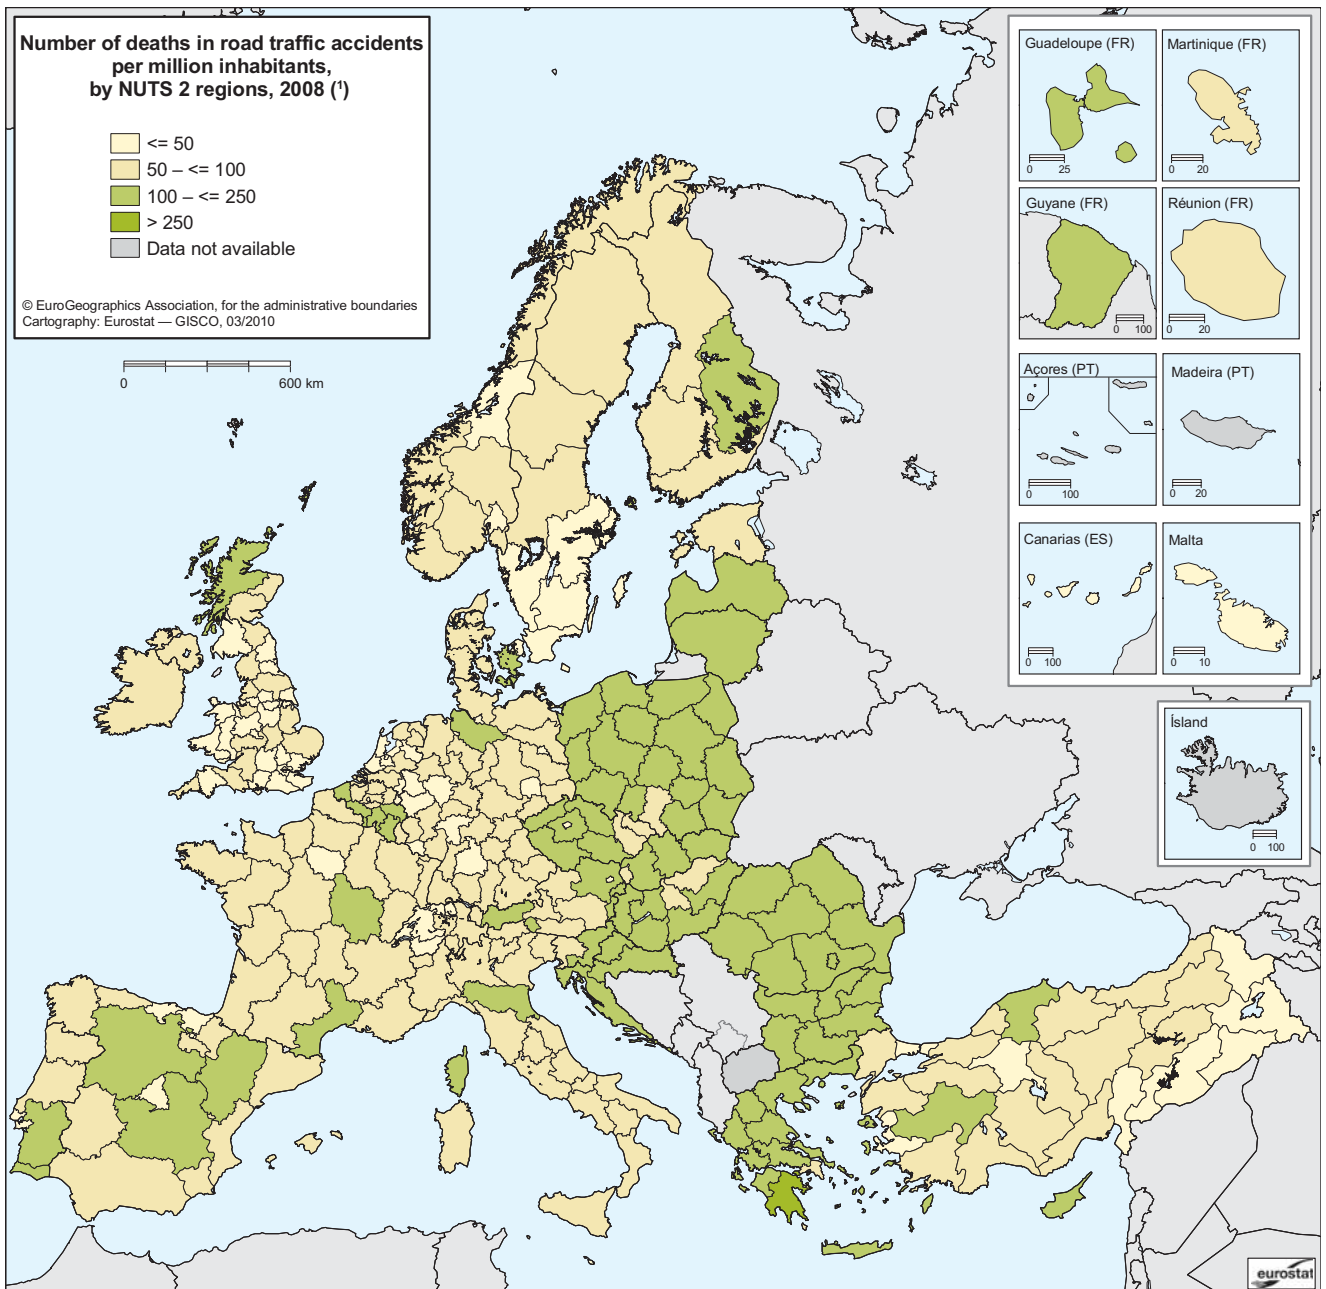 Number of deaths in road traffic accidents
per million inhabitants,
by NUTS 2 regions, 2008 (¹)
<= 50
50 – <= 100
100 – <= 250
> 250
Data not available
© EuroGeographics Association, for the administrative boundaries
Cartography: Eurostat — GISCO, 03/2010
0 600 km
Guadeloupe (FR)
0 25
Martinique (FR)
0 20
Guyane (FR)
0 100
Réunion (FR)
0 20
Açores (PT)
0 100
Madeira (PT)
0 20
Canarias (ES)
0 100
Malta
0 10
Ísland
0 100
eurostat